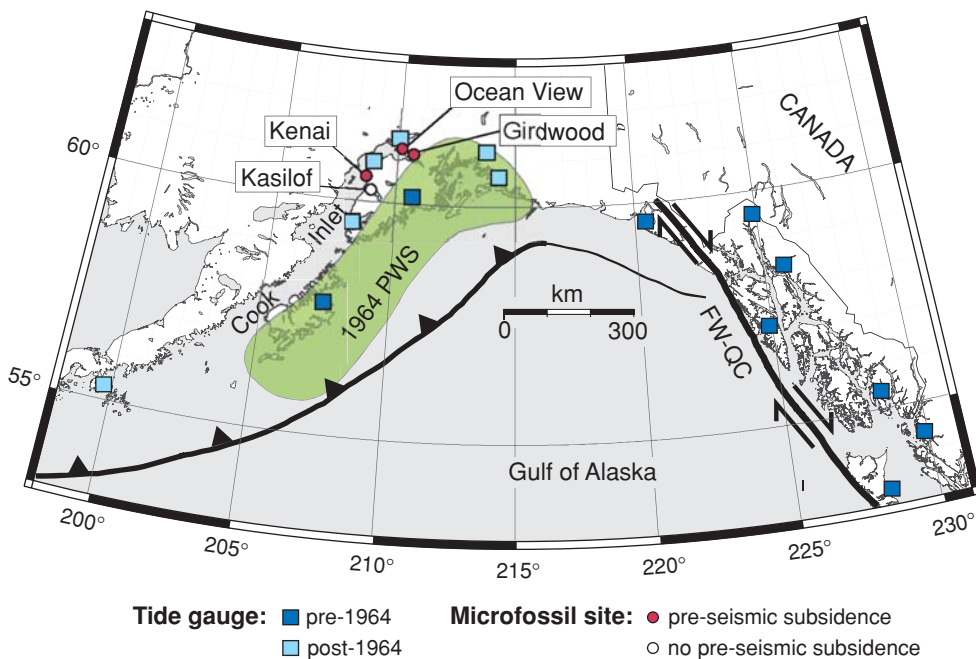 Ocean View
Kenai
Girdwood
Kasilof
CANADA
60°
Inlet
Cook
1964 PWS
km
0 300
FW-QC
55°
Gulf of Alaska
200°
205°
210°
215°
220°
225°
230°
Tide gauge: pre-1964
post-1964
Microfossil site: pre-seismic subsidence
no pre-seismic subsidence